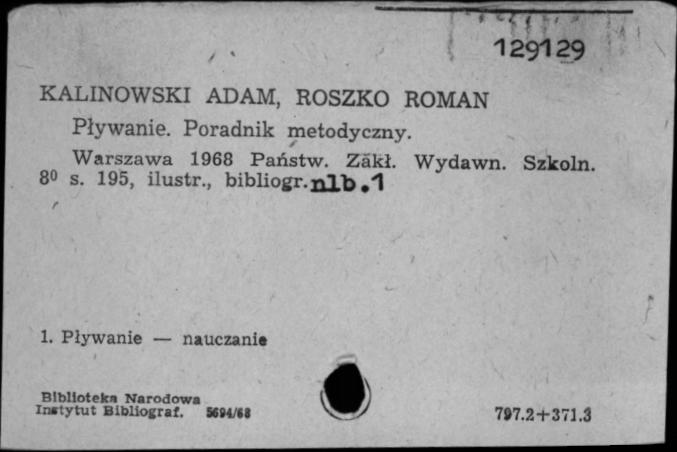 129129
KALINOWSKI ADAM, ROSZKO ROMAN
Pływanie. Poradnik metodyczny.
Warszawa 1968 Państw. Zakł. Wydawn. Szkoln.
8⁰ s. 195, ilustr., bibliogr. nlb.1
1. Pływanie — nauczanie
Biblioteka Narodowa
Instytut Bibliograf. 5694/68
797.2+371.3